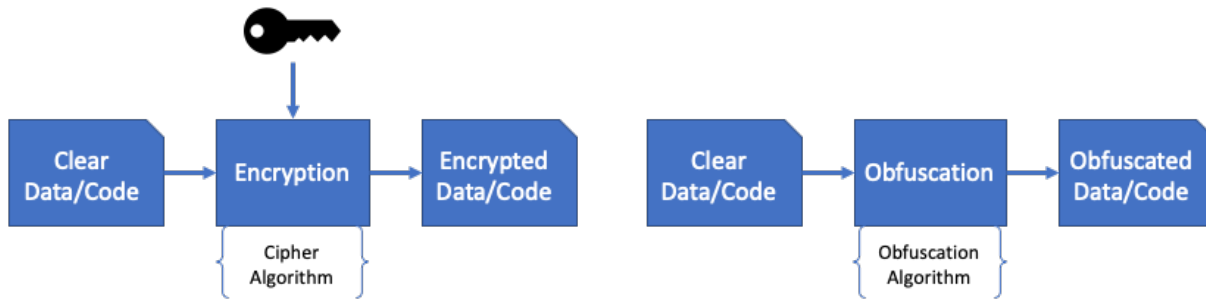 Clear
Data/Code
Encryption
Encrypted
Data/Code
Cipher
Algorithm
Clear
Data/Code
Obfuscation
Obfuscated
Data/Code
Obfuscation
Algorithm